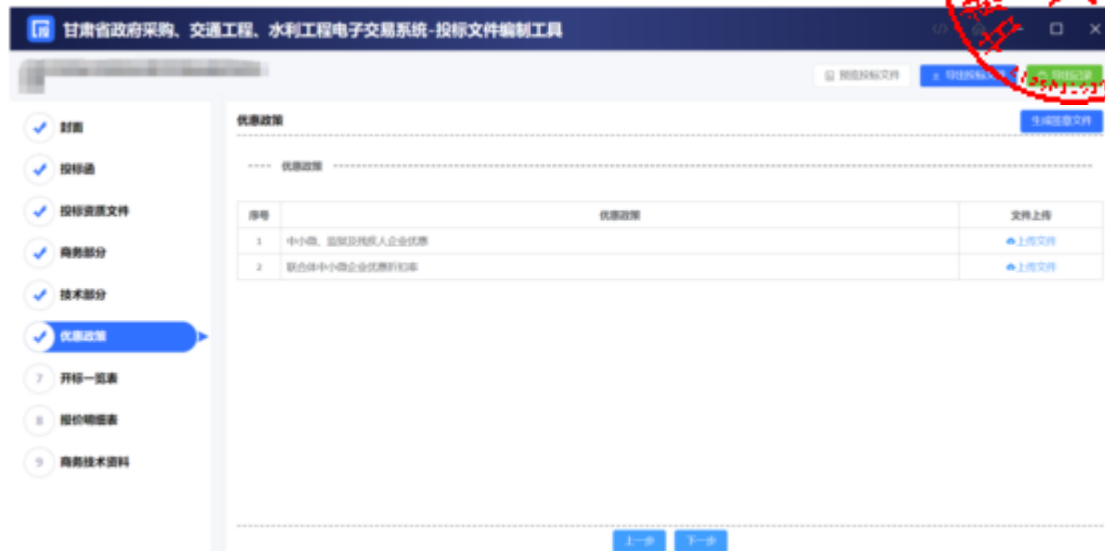 甘肃省政府采购、交通工程、水利工程电子交易系统-投标文件编制工具
预览投标文件
导出投标文件
导出记录
封面
投标函
投标资质文件
商务部分
技术部分
优惠政策
7 开标一览表
8 报价明细表
9 商务技术资料
优惠政策
生成签章文件
优惠政策
序号 优惠政策 文件上传
1 中小微、监狱及残疾人企业优惠 上传文件
2 联合体中小微企业优惠折扣率 上传文件
上一步 下一步